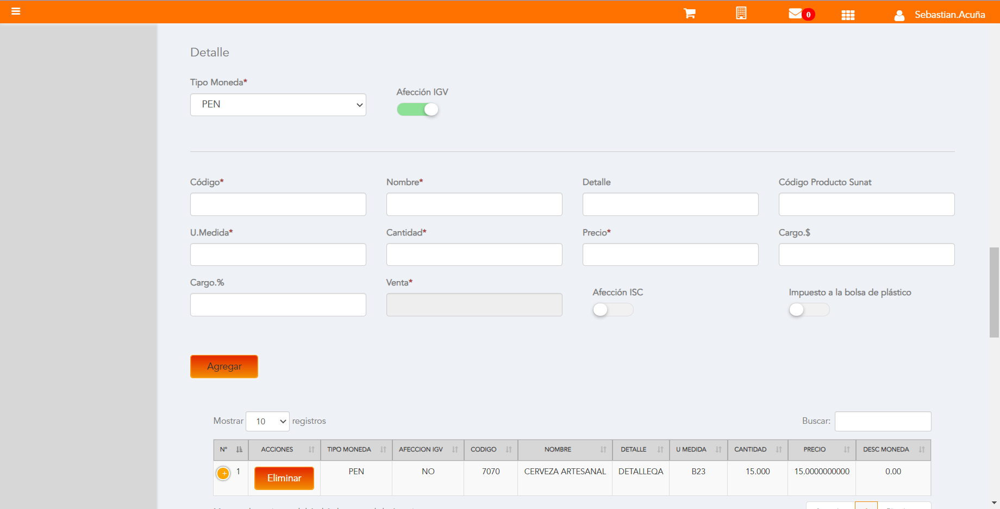 0 Sebastian.Acuña
Detalle
Tipo Moneda*
PEN
Afección IGV
Código* Nombre* Detalle Código Producto Sunat
U.Medida* Cantidad* Precio* Cargo.$
Cargo.% Venta* Afección ISC Impuesto a la bolsa de plástico
Agregar
Mostrar 10 registros Buscar:
N° ACCIONES TIPO MONEDA AFECCION IGV CODIGO NOMBRE DETALLE U MEDIDA CANTIDAD PRECIO DESC MONEDA
1 Eliminar PEN NO 7070 CERVEZA ARTESANAL DETALLEQA B23 15.000 15.0000000000 0.00